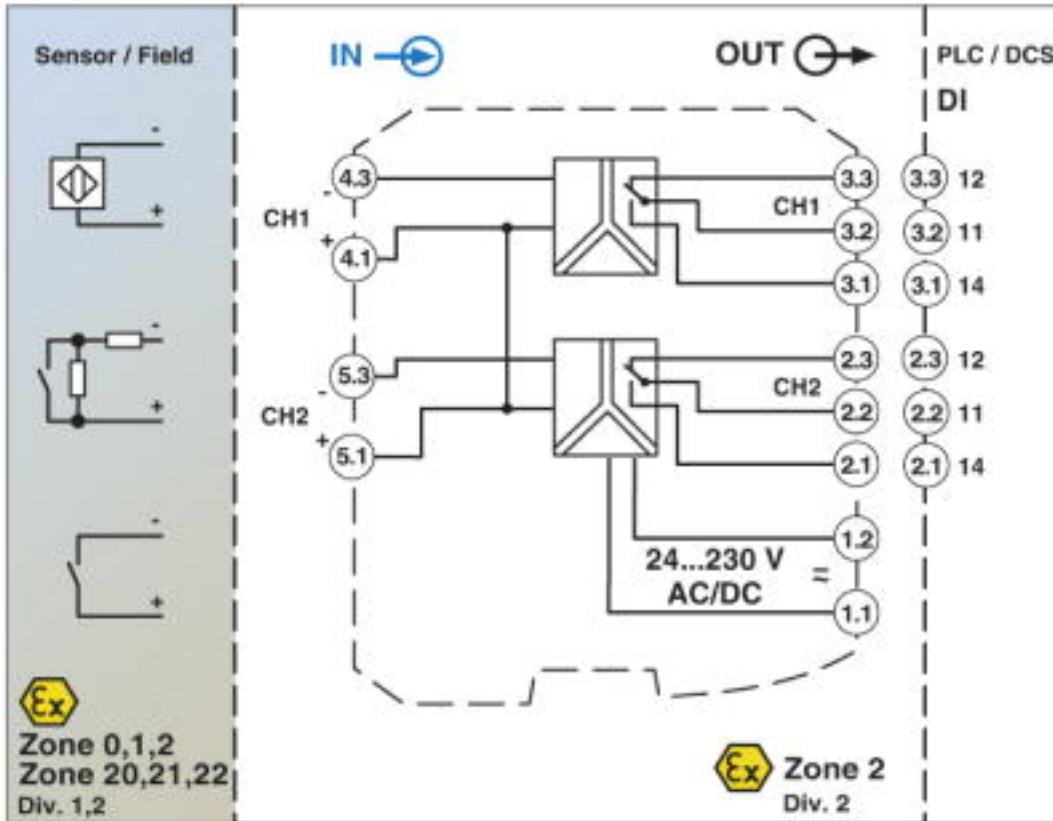 Sensor / Field
IN
OUT
PLC / DCS
DI
-
+
-
+
-
+
4.3
-
CH1
+
4.1
5.3
-
CH2
+
5.1
3.3
CH1
3.2
3.1
2.3
CH2
2.2
2.1
24...230 V
AC/DC
=
1.2
1.1
3.3 12
3.2 11
3.1 14
2.3 12
2.2 11
2.1 14
Ex
Zone 0,1,2
Zone 20,21,22
Div. 1,2
Ex
Zone 2
Div. 2